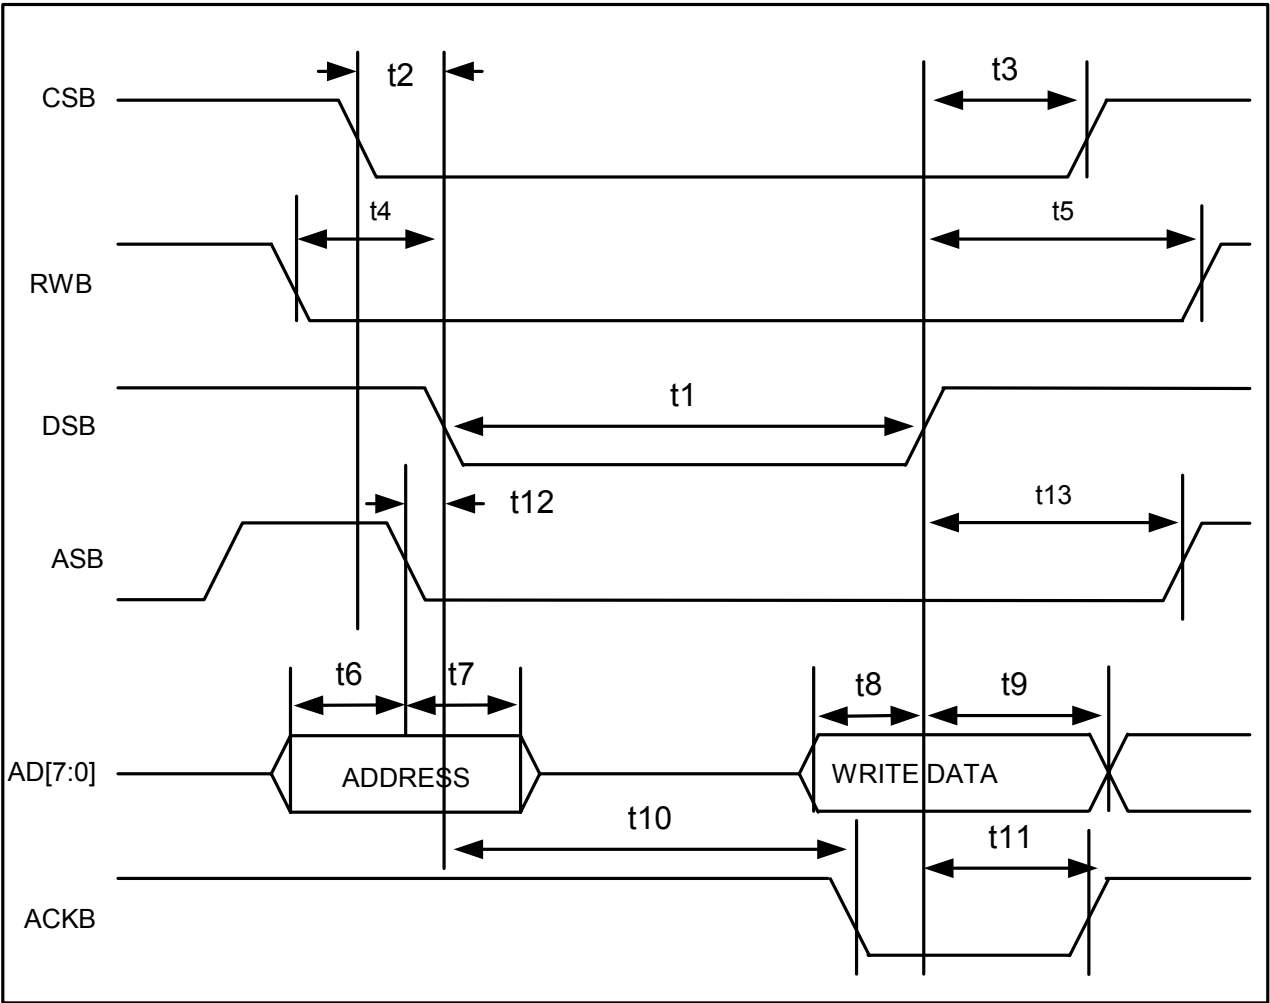 t2
t3
CSB
t4
t5
RWB
t1
DSB
t12
t13
ASB
t6
t7
t8
t9
AD[7:0]
ADDRESS
WRITE DATA
t10
t11
ACKB